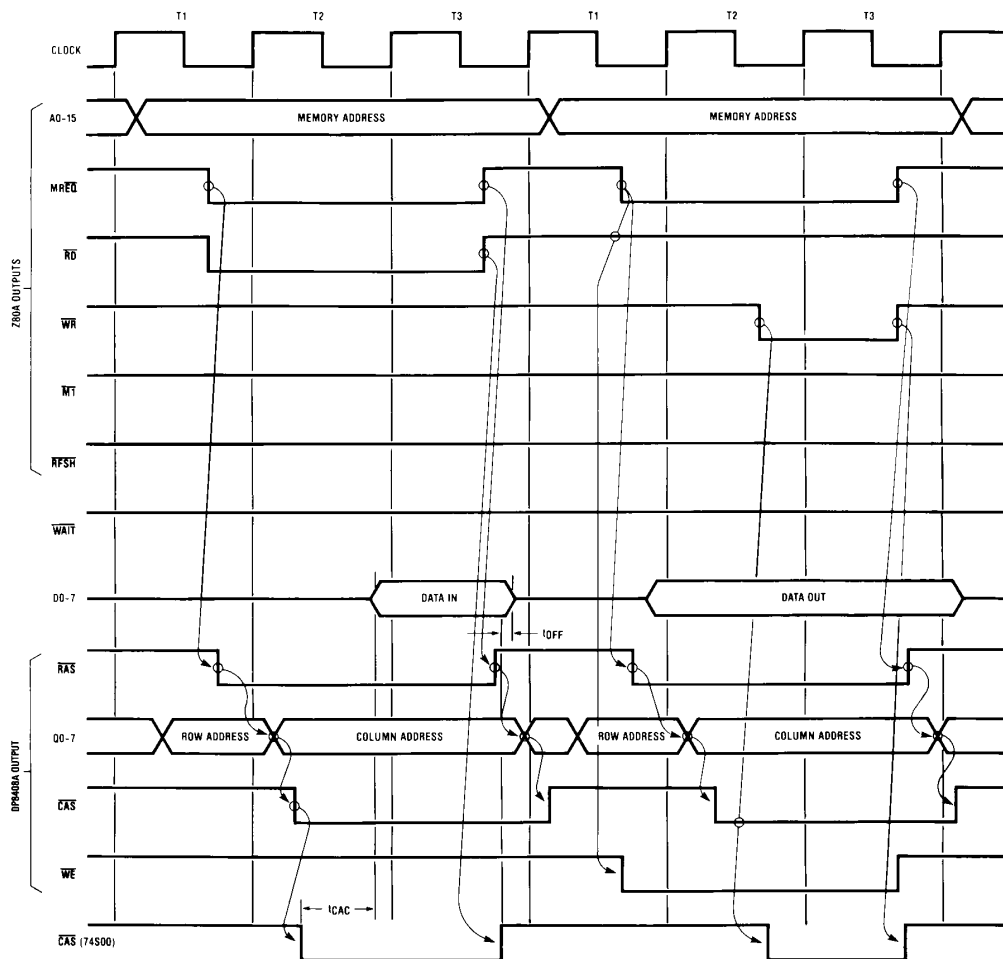 T1 T2 T3 T1 T2 T3
CLOCK
A0-15 MEMORY ADDRESS MEMORY ADDRESS
MREQ
RD
Z80A OUTPUTS
WR
M1
RFSH
WAIT
D0-7 DATA IN DATA OUT
tOFF
RAS
Q0-7 ROW ADDRESS COLUMN ADDRESS ROW ADDRESS COLUMN ADDRESS
DP8408A OUTPUT
CAS
WE
tCAC
CAS (74S00)